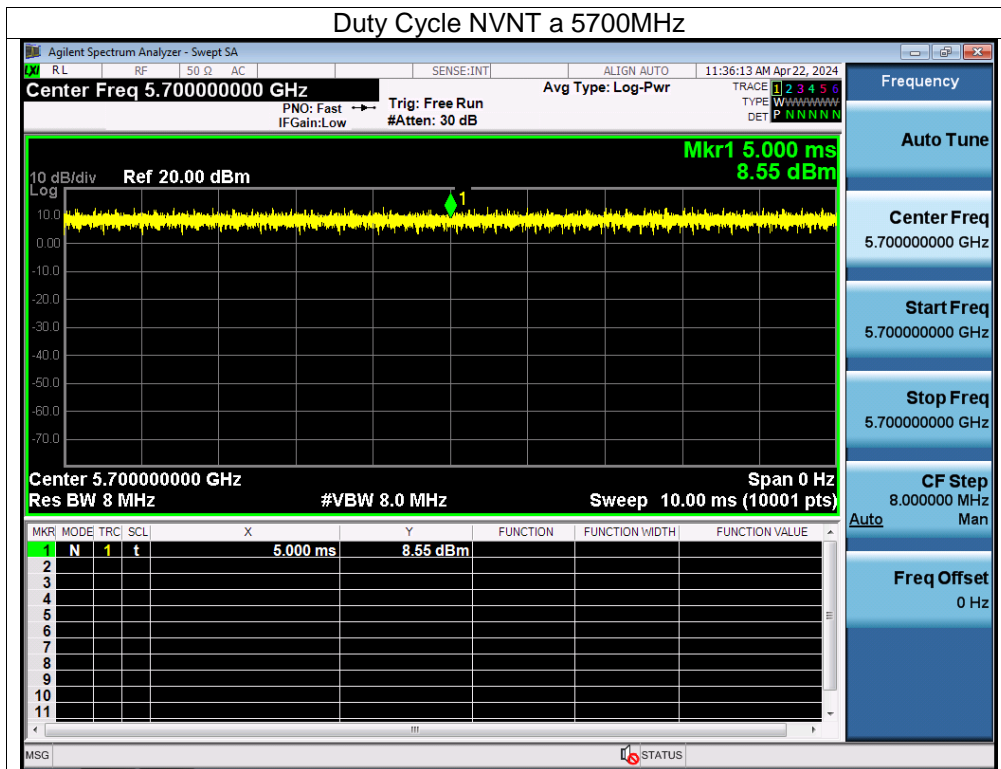 Duty Cycle NVNT a 5700MHz
Agilent Spectrum Analyzer - Swept SA
LXI RL RF 50 Ω AC SENSE:INT ALIGN AUTO 11:36:13 AM Apr 22, 2024
Center Freq 5.700000000 GHz
PNO: Fast
IFGain:Low
Trig: Free Run
#Atten: 30 dB
Avg Type: Log-Pwr
TRACE 1 2 3 4 5 6
TYPE WWWWWW
DET P N N N N N
Mkr1 5.000 ms
8.55 dBm
10 dB/div Ref 20.00 dBm
Log
1
10.0
0.00
-10.0
-20.0
-30.0
-40.0
-50.0
-60.0
-70.0
Center 5.700000000 GHz Span 0 Hz
Res BW 8 MHz #VBW 8.0 MHz Sweep 10.00 ms (10001 pts)
MKR MODE TRC SCL X Y FUNCTION FUNCTION WIDTH FUNCTION VALUE
1 N 1 t 5.000 ms 8.55 dBm
2
3
4
5
6
7
8
9
10
11
MSG STATUS
Frequency
Auto Tune
Center Freq
5.700000000 GHz
Start Freq
5.700000000 GHz
Stop Freq
5.700000000 GHz
CF Step
8.000000 MHz
Auto Man
Freq Offset
0 Hz